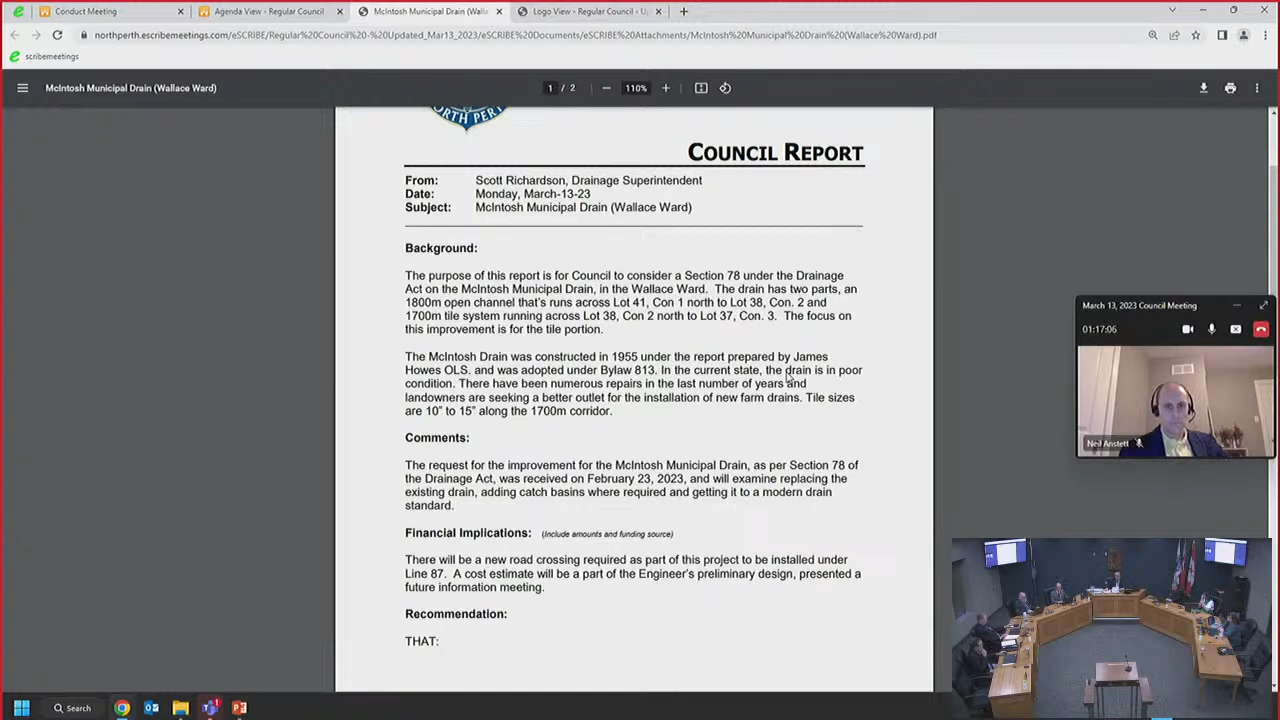 Conduct Meeting
Agenda View - Regular Council
McIntosh Municipal Drain (Walla
Logo View - Regular Council - U
northperth.escribemeetings.com/eSCRIBE/Regular%20Council%20-%20Updated_Mar13_2023/eSCRIBE%20Documents/eSCRIBE%20Attachments/McIntosh%20Municipal%20Drain%20(Wallace%20Ward).pdf
scribemeetings
McIntosh Municipal Drain (Wallace Ward)
1 / 2
110%
ORTH PERT
COUNCIL REPORT
From: Scott Richardson, Drainage Superintendent
Date: Monday, March-13-23
Subject: McIntosh Municipal Drain (Wallace Ward)
Background:
The purpose of this report is for Council to consider a Section 78 under the Drainage
Act on the McIntosh Municipal Drain, in the Wallace Ward. The drain has two parts, an
1800m open channel that's runs across Lot 41, Con 1 north to Lot 38, Con. 2 and
1700m tile system running across Lot 38, Con 2 north to Lot 37, Con. 3. The focus on
this improvement is for the tile portion.
The McIntosh Drain was constructed in 1955 under the report prepared by James
Howes OLS. and was adopted under Bylaw 813. In the current state, the drain is in poor
condition. There have been numerous repairs in the last number of years and
landowners are seeking a better outlet for the installation of new farm drains. Tile sizes
are 10" to 15" along the 1700m corridor.
Comments:
The request for the improvement for the McIntosh Municipal Drain, as per Section 78 of
the Drainage Act, was received on February 23, 2023, and will examine replacing the
existing drain, adding catch basins where required and getting it to a modern drain
standard.
Financial Implications: (Include amounts and funding source)
There will be a new road crossing required as part of this project to be installed under
Line 87. A cost estimate will be a part of the Engineer's preliminary design, presented a
future information meeting.
Recommendation:
THAT:
March 13, 2023 Council Meeting
01:17:06
Neil Anstett
Search